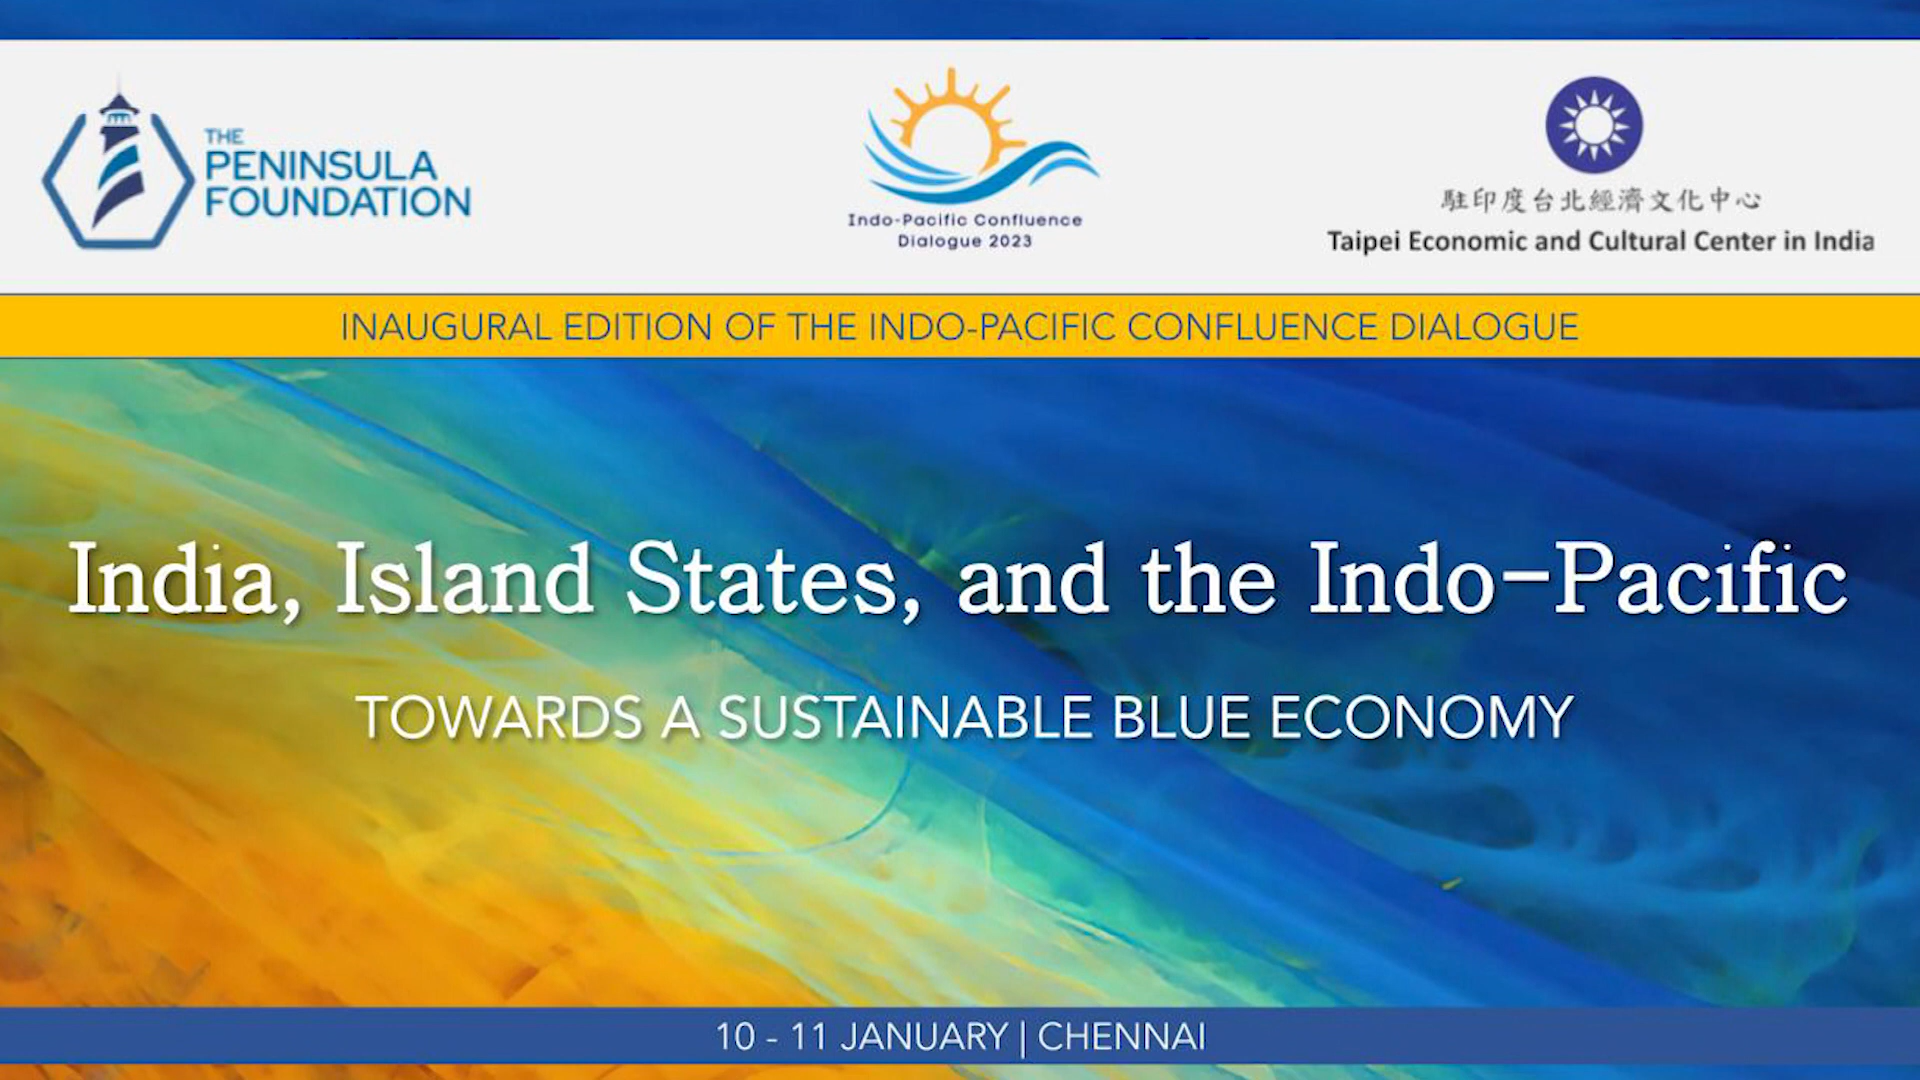 THE
PENINSULA
FOUNDATION
Indo-Pacific Confluence
Dialogue 2023
駐印度台北經濟文化中心
Taipei Economic and Cultural Center in India
INAUGURAL EDITION OF THE INDO-PACIFIC CONFLUENCE DIALOGUE
India, Island States, and the Indo-Pacific
TOWARDS A SUSTAINABLE BLUE ECONOMY
10 - 11 JANUARY | CHENNAI